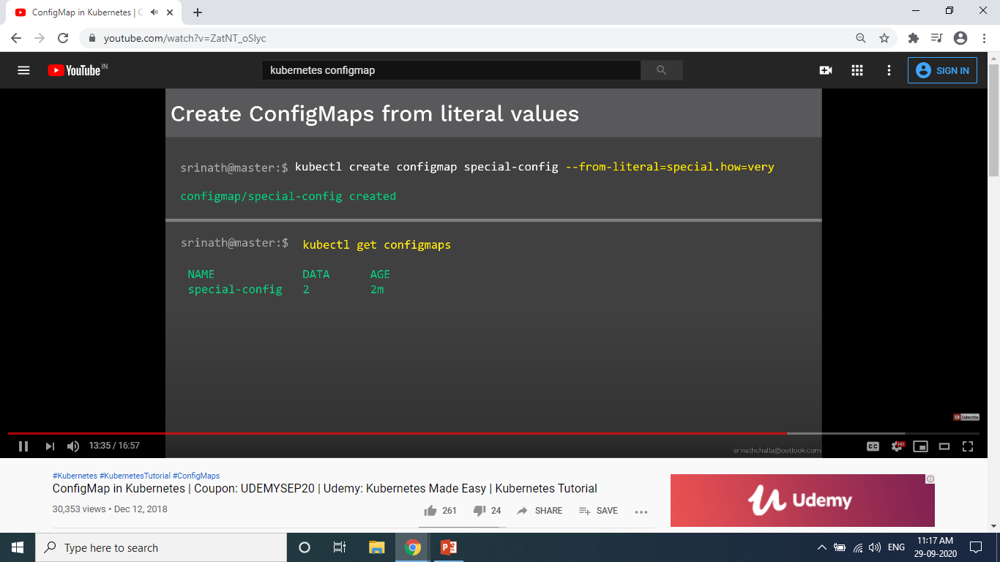 ConfigMap in Kubernetes | C
youtube.com/watch?v=ZatNT_oSIyc
YouTube IN
kubernetes configmap
SIGN IN
Create ConfigMaps from literal values
srinath@master:$ kubectl create configmap special-config --from-literal=special.how=very
configmap/special-config created
srinath@master:$ kubectl get configmaps
NAME DATA AGE
special-config 2 2m
Subscribe
13:35 / 16:57
CC HD
srinathchalla@outlook.com
#Kubernetes #KubernetesTutorial #ConfigMaps
ConfigMap in Kubernetes | Coupon: UDEMYSEP20 | Udemy: Kubernetes Made Easy | Kubernetes Tutorial
30,353 views • Dec 12, 2018
261 24 SHARE SAVE
Udemy
Type here to search
ENG
11:17 AM
29-09-2020